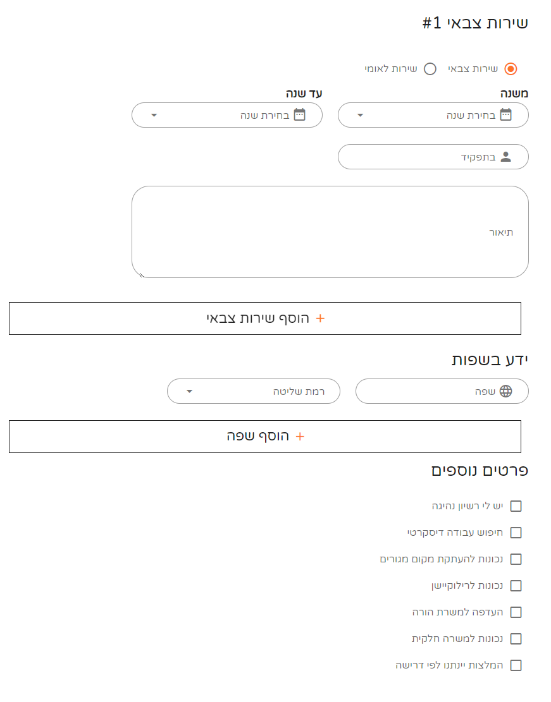 שירות צבאי 1#
שירות צבאי
שירות לאומי
משנה
עד שנה
בחירת שנה
בחירת שנה
בתפקיד
תיאור
+ הוסף שירות צבאי
ידע בשפות
שפה
רמת שליטה
+ הוסף שפה
פרטים נוספים
יש לי רשיון נהיגה
חיפוש עבודה דיסקרטי
נכונות להעתקת מקום מגורים
נכונות לרילוקיישן
העדפה למשרת הורה
נכונות למשרה חלקית
המלצות יינתנו לפי דרישה